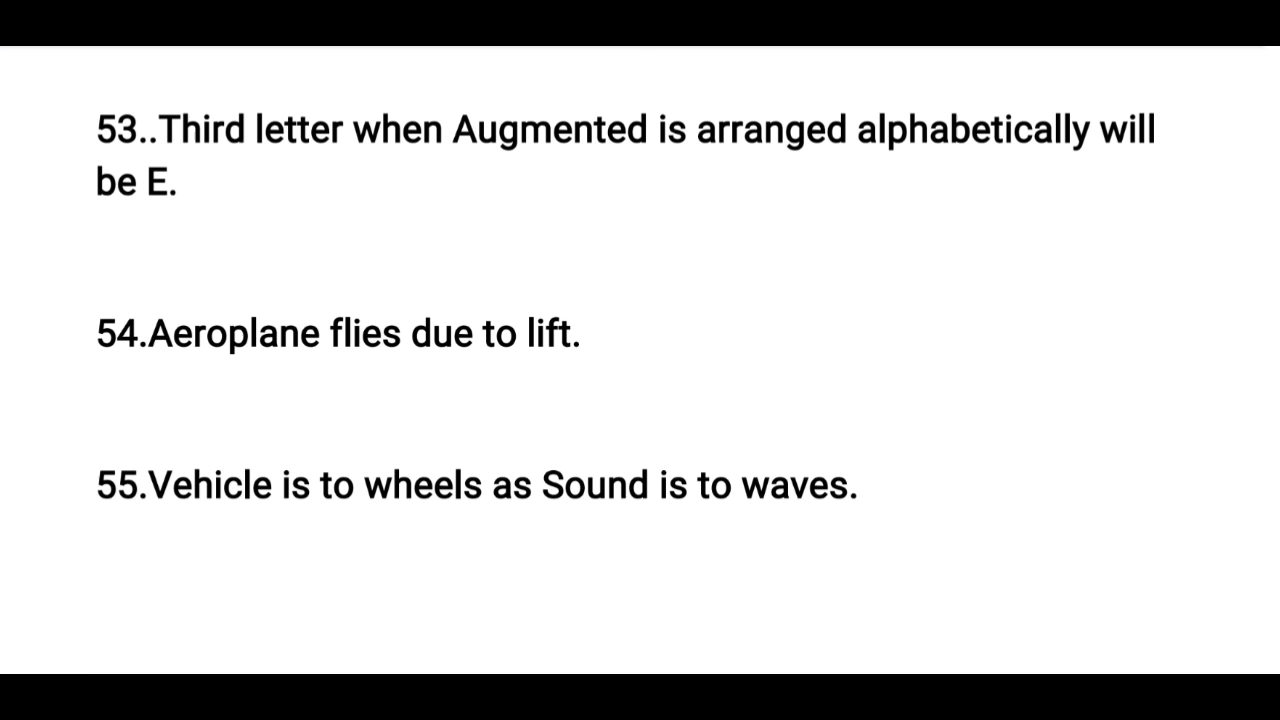 53..Third letter when Augmented is arranged alphabetically will
be E.
54.Aeroplane flies due to lift.
55.Vehicle is to wheels as Sound is to waves.